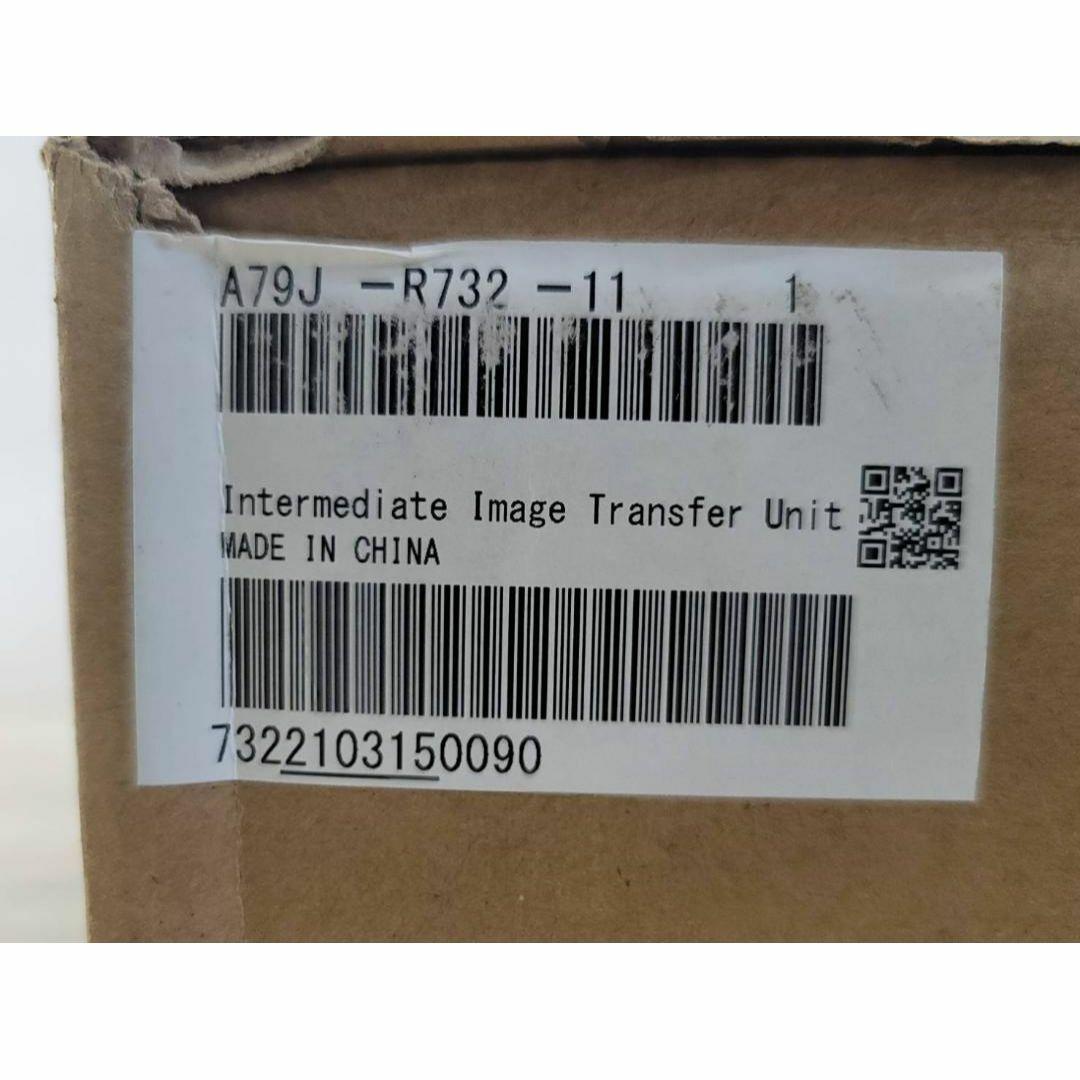 A79J -R732 -11 1
Intermediate Image Transfer Unit
MADE IN CHINA
7322103150090